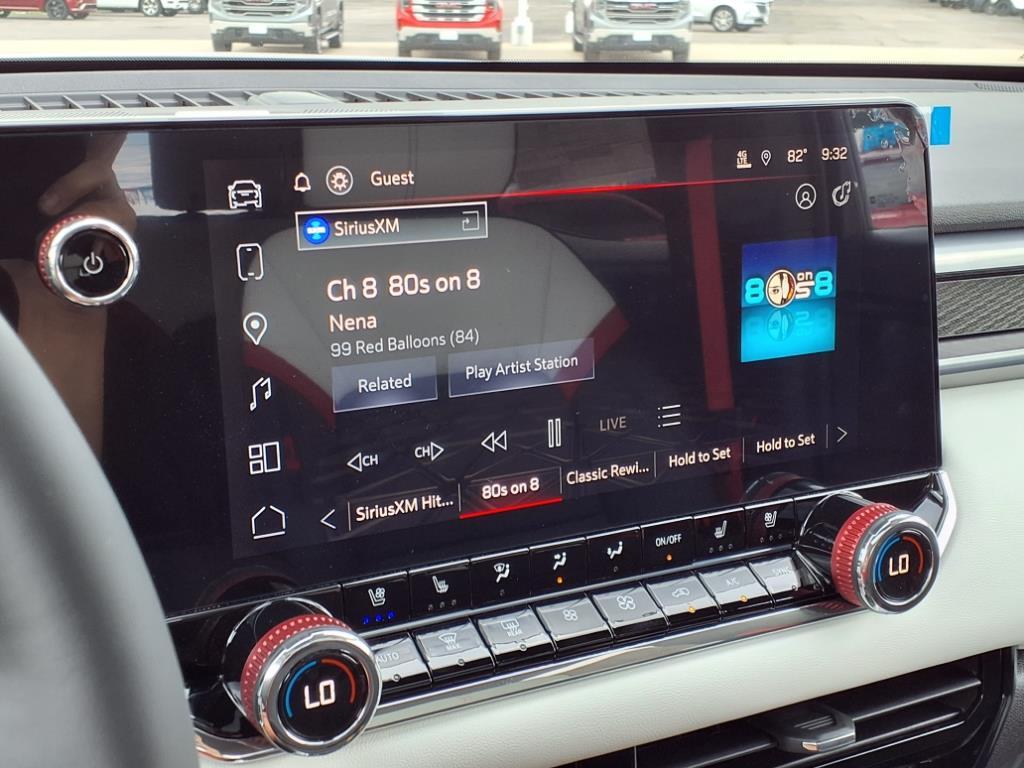 Guest
4G LTE 82° 9:32
SiriusXM
Ch 8 80s on 8
Nena
99 Red Balloons (84)
Related
Play Artist Station
80s on 8
CH
CH
LIVE
SiriusXM Hit...
80s on 8
Classic Rewi...
Hold to Set
Hold to Set
ON/OFF
AUTO
MAX
REAR
A/C
SYNC
LO
LO